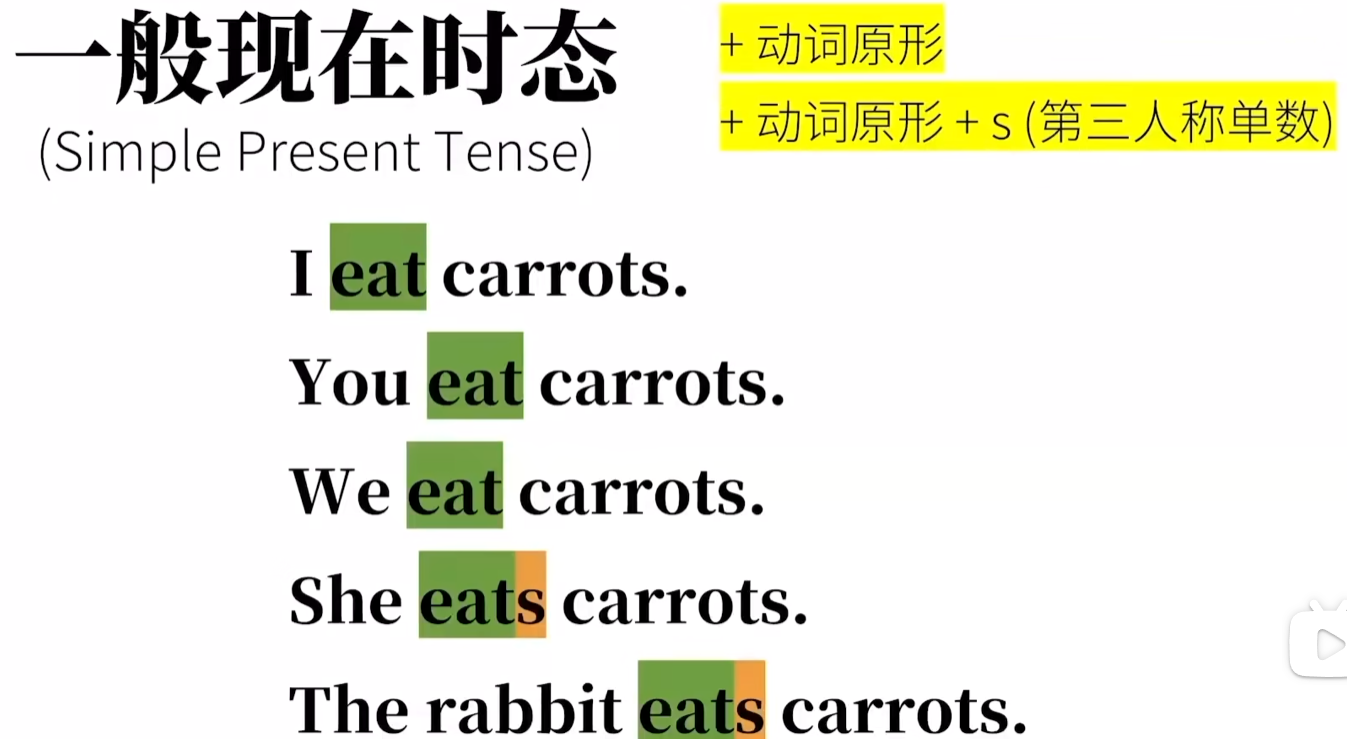 一般现在时态
(Simple Present Tense)
+ 动词原形
+ 动词原形 + s (第三人称单数)
I eat carrots.
You eat carrots.
We eat carrots.
She eats carrots.
The rabbit eats carrots.